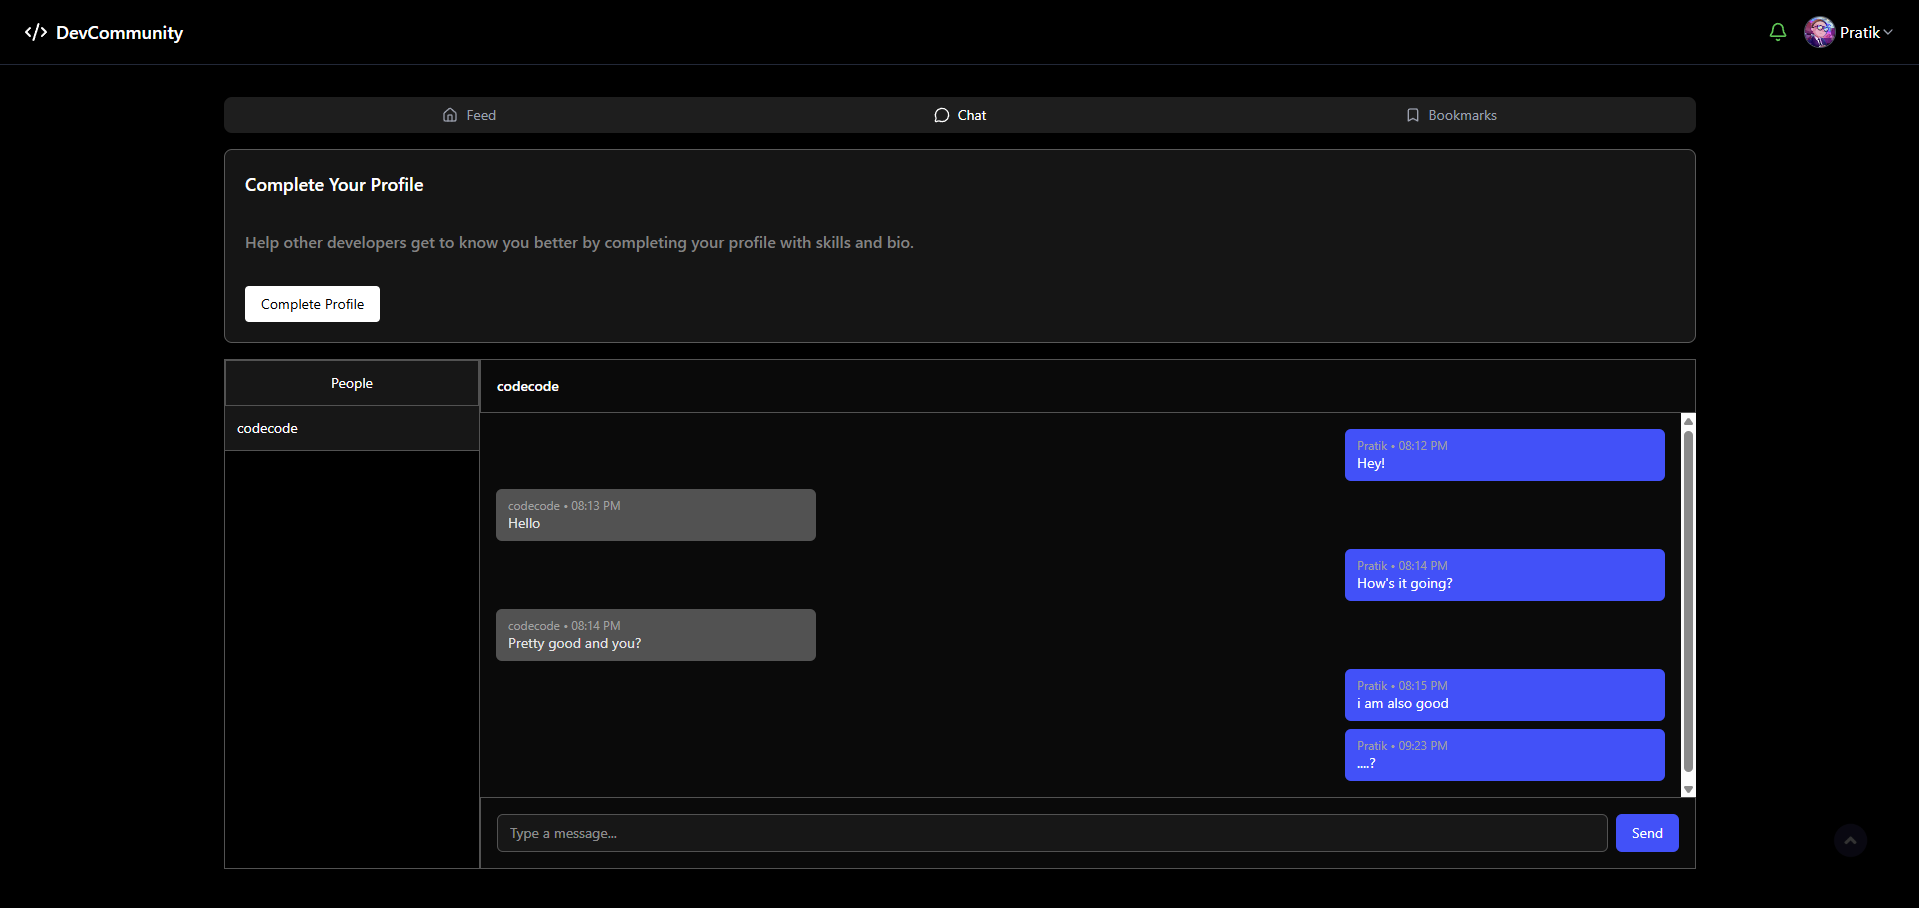 DevCommunity
Pratik
Feed
Chat
Bookmarks
Complete Your Profile
Help other developers get to know you better by completing your profile with skills and bio.
Complete Profile
People
codecode
codecode
Pratik • 08:12 PM
Hey!
codecode • 08:13 PM
Hello
Pratik • 08:14 PM
How's it going?
codecode • 08:14 PM
Pretty good and you?
Pratik • 08:15 PM
i am also good
Pratik • 09:23 PM
....?
Type a message...
Send